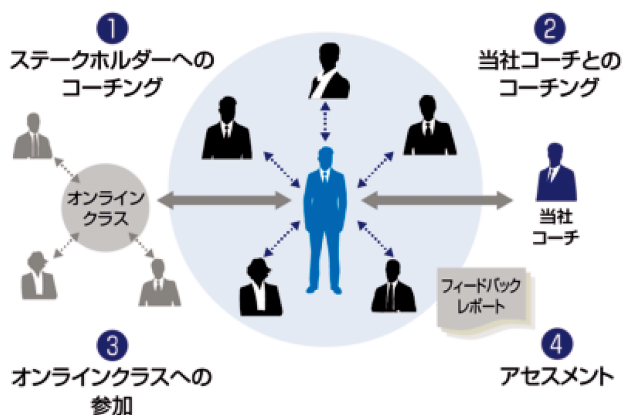 1
ステークホルダーへの
コーチング
2
当社コーチとの
コーチング
オンライン
クラス
当社
コーチ
フィードバック
レポート
3
オンラインクラスへの
参加
4
アセスメント